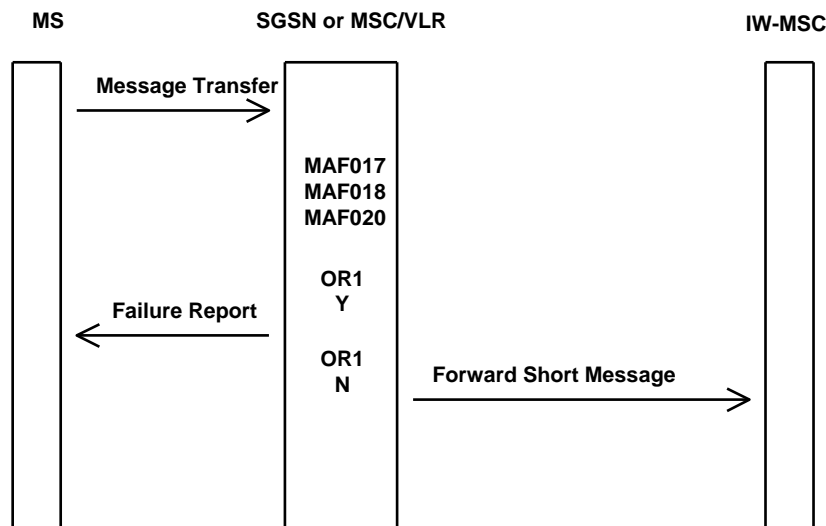 MS
SGSN or MSC/VLR
IW-MSC
Message Transfer
MAF017
MAF018
MAF020
OR1
Y
Failure Report
OR1
N
Forward Short Message